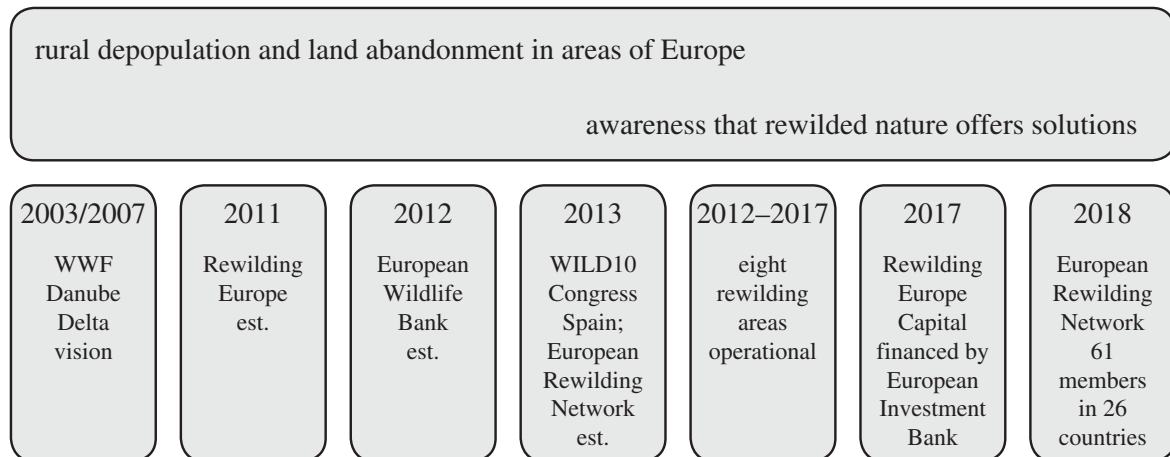 rural depopulation and land abandonment in areas of Europe
awareness that rewilded nature offers solutions
2003/2007
WWF
Danube
Delta
vision
2011
Rewilding
Europe
est.
2012
European
Wildlife
Bank
est.
2013
WILD10
Congress
Spain;
European
Rewilding
Network
est.
2012–2017
eight
rewilding
areas
operational
2017
Rewilding
Europe
Capital
financed by
European
Investment
Bank
2018
European
Rewilding
Network
61
members
in 26
countries